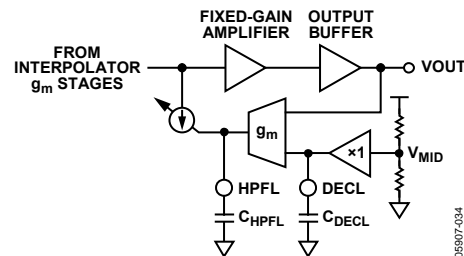 FIXED-GAIN
AMPLIFIER
OUTPUT
BUFFER
FROM
INTERPOLATOR
gm STAGES
VOUT
gm
×1
VMID
HPFL
DECL
CHPFL
CDECL
05907-034